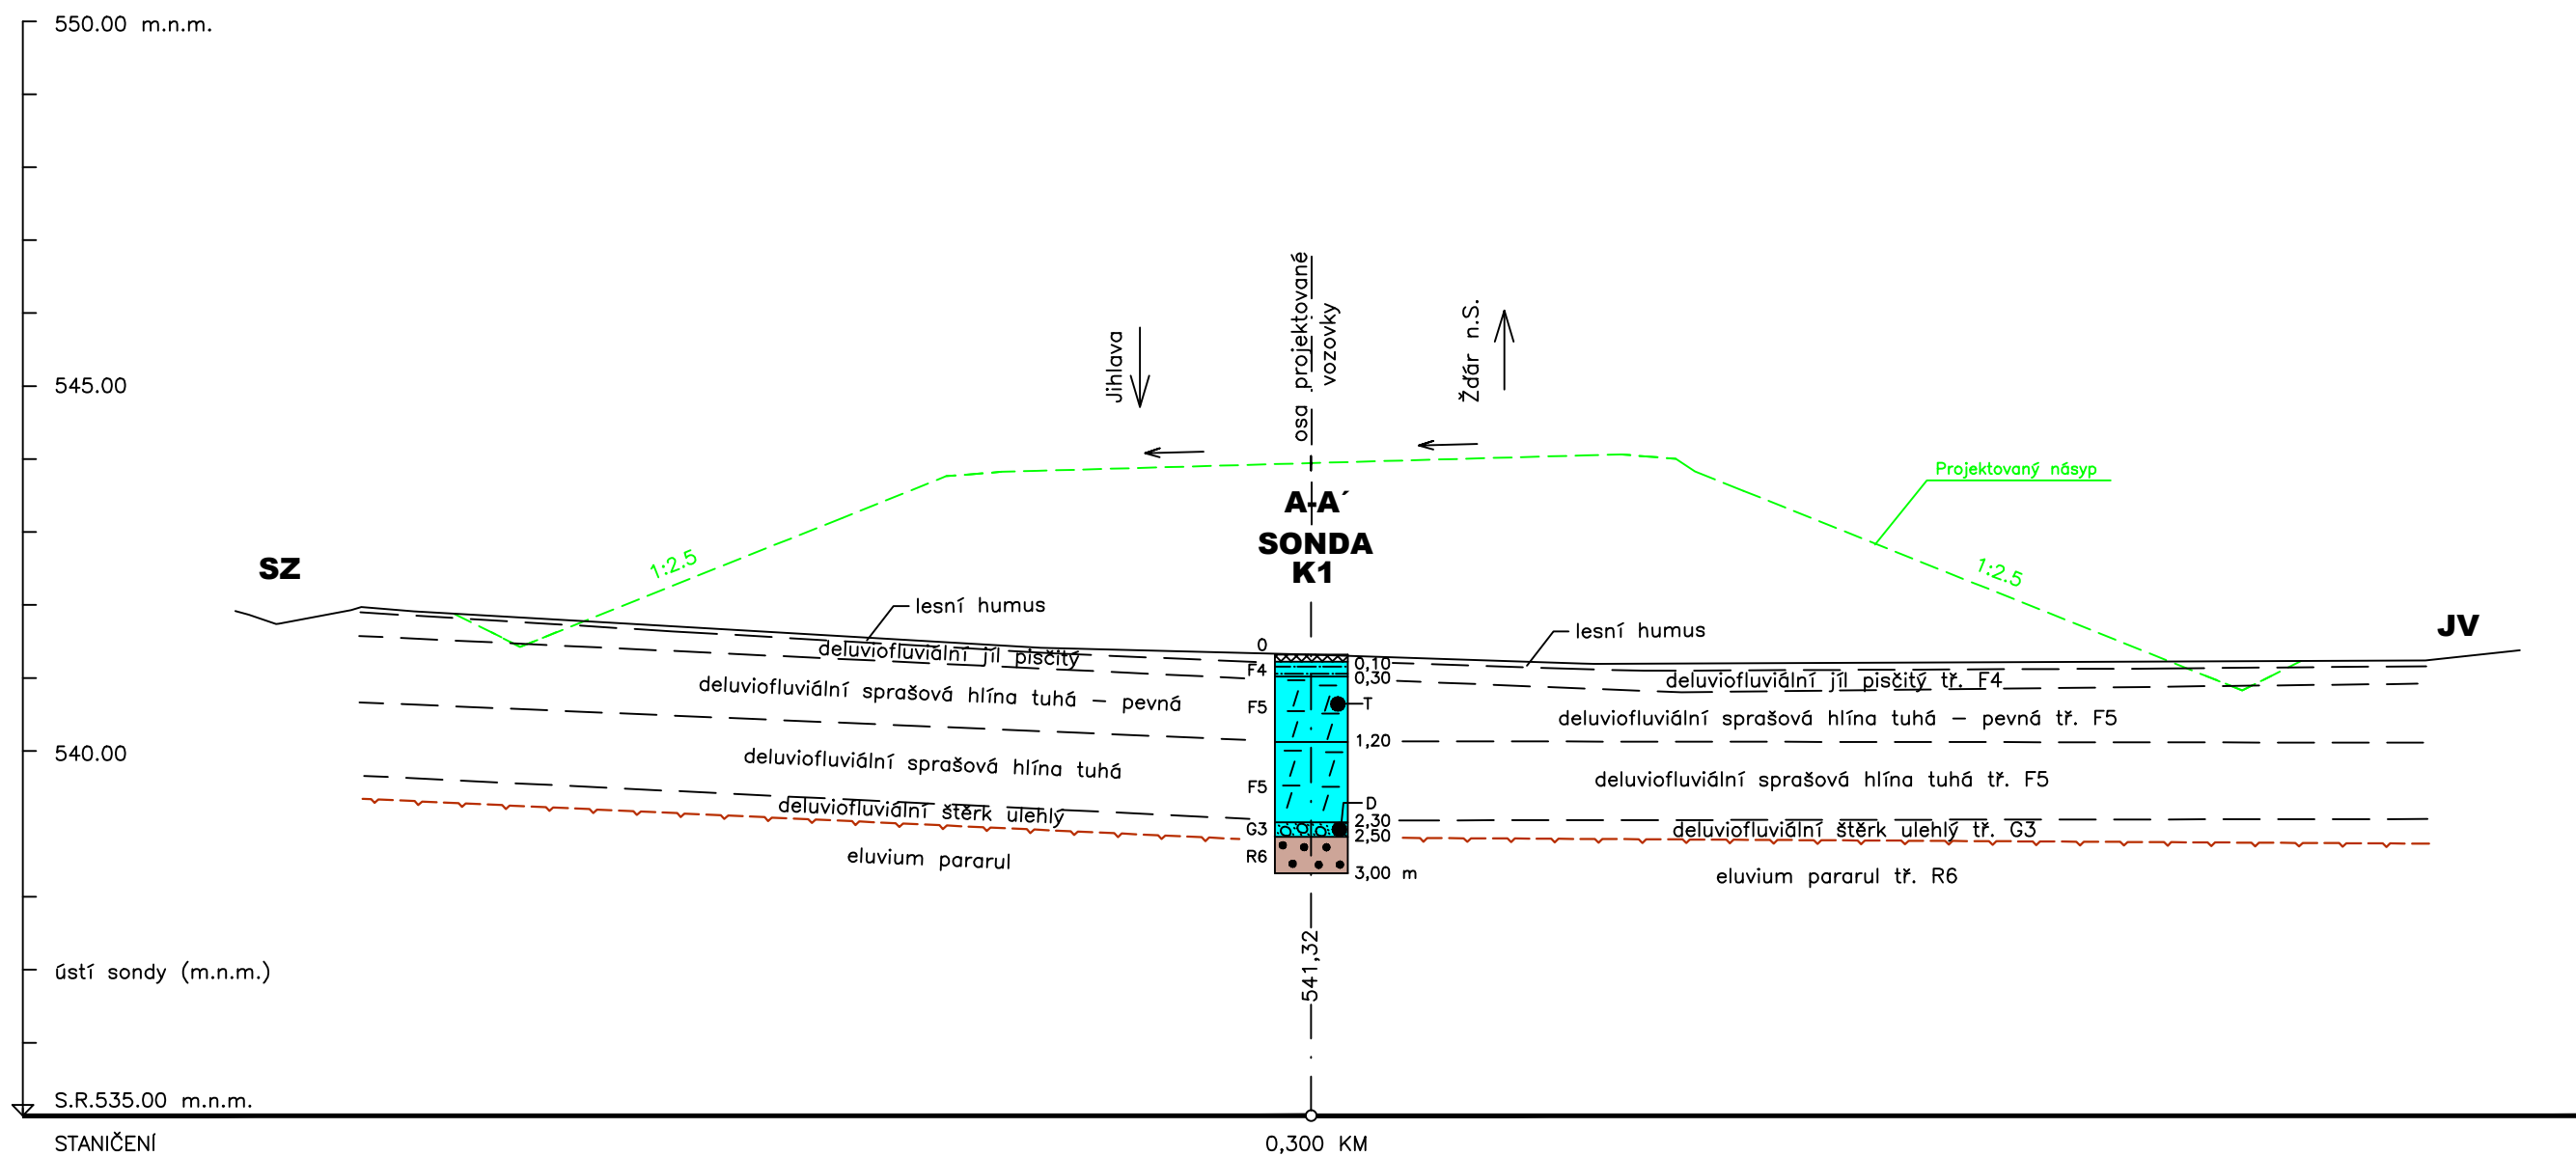 550.00 m.n.m.
545.00
540.00
ústí sondy (m.n.m.)
S.R.535.00 m.n.m.
STANIČENÍ
Jihlava
osa projektované
vozovky
Žďár n.S.
Projektovaný násyp
A-A´
SONDA
K1
SZ
JV
1:2.5
1:2.5
lesní humus
lesní humus
deluviofluviální jíl pisčitý
deluviofluviální sprašová hlína tuhá – pevná
deluviofluviální sprašová hlína tuhá
deluviofluviální štěrk ulehlý
eluvium pararul
0
F4
F5
F5
G3
R6
0,10
0,30
T
1,20
D
2,30
2,50
3,00 m
deluviofluviální jíl pisčitý tř. F4
deluviofluviální sprašová hlína tuhá – pevná tř. F5
deluviofluviální sprašová hlína tuhá tř. F5
deluviofluviální štěrk ulehlý tř. G3
eluvium pararul tř. R6
541,32
0,300 KM